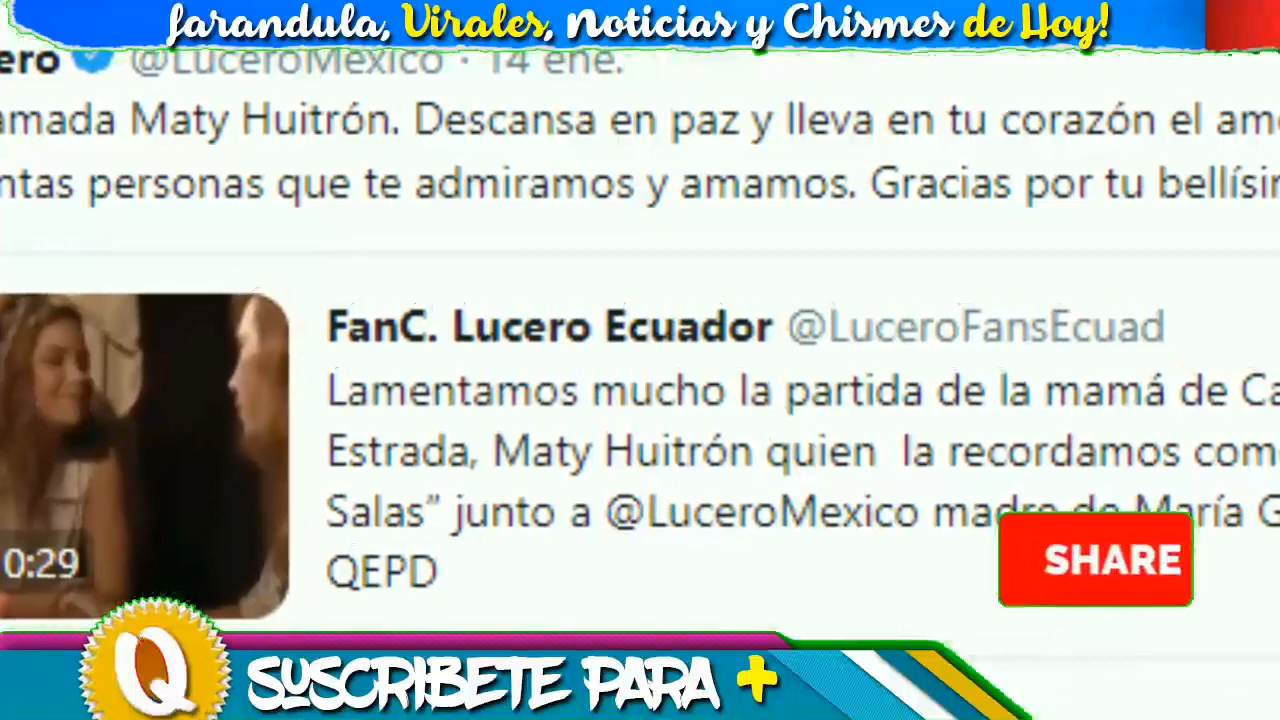 Farandula, Virales, Noticias y Chismes de Hoy!
ero @LuceroMexico · 14 ene.
amada Maty Huitrón. Descansa en paz y lleva en tu corazón el am
ntas personas que te admiramos y amamos. Gracias por tu bellísi
FanC. Lucero Ecuador @LuceroFansEcuad
Lamentamos mucho la partida de la mamá de Ca
Estrada, Maty Huitrón quien la recordamos com
Salas” junto a @LuceroMexico madre de María G
QEPD
0:29
SHARE
Q SUSCRIBETE PARA +